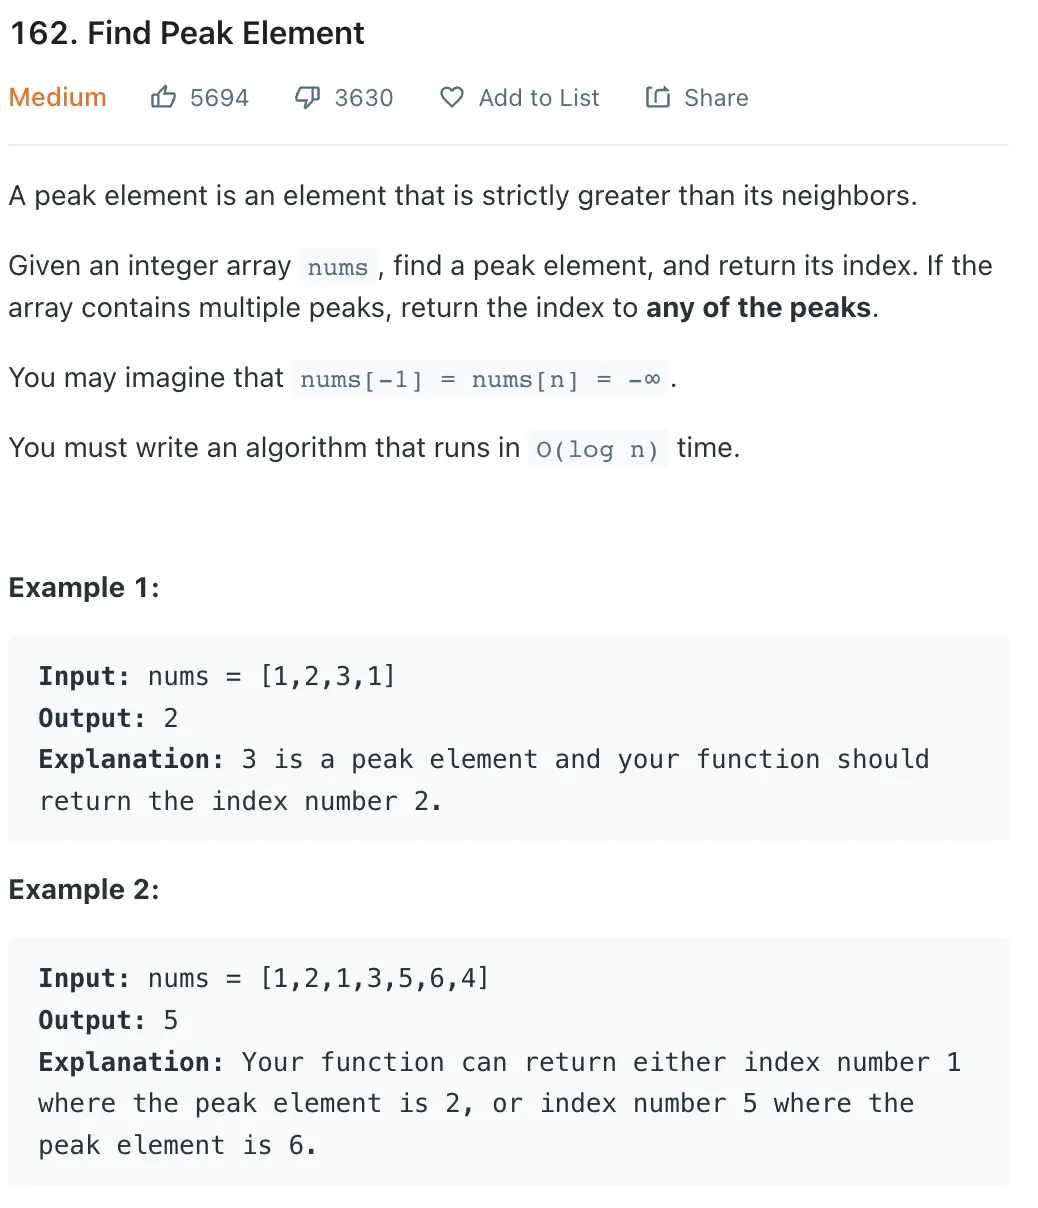 162. Find Peak Element
Medium 5694 3630 Add to List Share
A peak element is an element that is strictly greater than its neighbors.
Given an integer array nums , find a peak element, and return its index. If the
array contains multiple peaks, return the index to any of the peaks.
You may imagine that nums[-1] = nums[n] = -∞ .
You must write an algorithm that runs in O(log n) time.
Example 1:
Input: nums = [1,2,3,1]
Output: 2
Explanation: 3 is a peak element and your function should
return the index number 2.
Example 2:
Input: nums = [1,2,1,3,5,6,4]
Output: 5
Explanation: Your function can return either index number 1
where the peak element is 2, or index number 5 where the
peak element is 6.